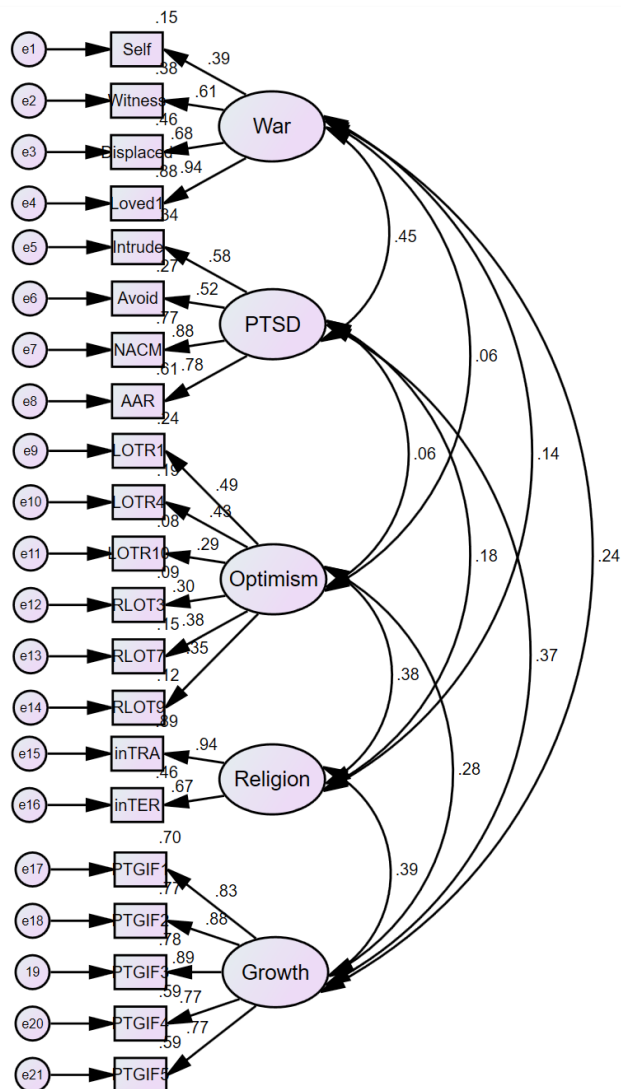 .15
e1 Self .39
.38
e2 Witness .61
.46
War
e3 Displaced .68
.88 .94
e4 Loved1
.34
e5 Intrude .58
.27
e6 Avoid .52
.77
PTSD
e7 NACM .88
.61 .78
e8 AAR
.24
e9 LOTR1 .49
.19
e10 LOTR4 .43
.08
e11 LOTR10 .29
.09
Optimism
e12 RLOT3 .30
.15 .38
e13 RLOT7 .35
.12
e14 RLOT9
.89
e15 inTRA .94
.46
Religion
e16 inTER .67
.70
e17 PTGIF1 .83
.77
e18 PTGIF2 .88
.78
19 PTGIF3 .89
Growth
.59 .77
e20 PTGIF4 .77
.59
e21 PTGIF5
.45
.06
.06
.14
.18
.24
.37
.38
.28
.39